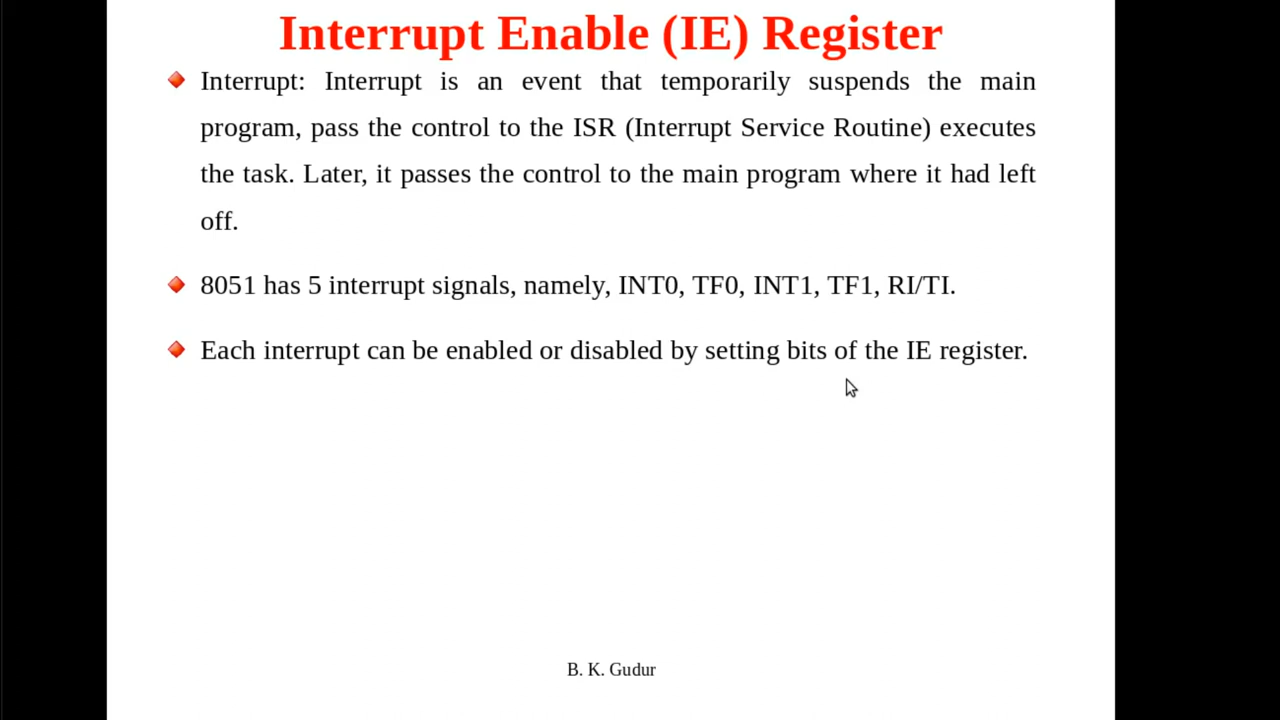 Interrupt Enable (IE) Register
Interrupt: Interrupt is an event that temporarily suspends the main
program, pass the control to the ISR (Interrupt Service Routine) executes
the task. Later, it passes the control to the main program where it had left
off.
8051 has 5 interrupt signals, namely, INT0, TF0, INT1, TF1, RI/TI.
Each interrupt can be enabled or disabled by setting bits of the IE register.
B. K. Gudur